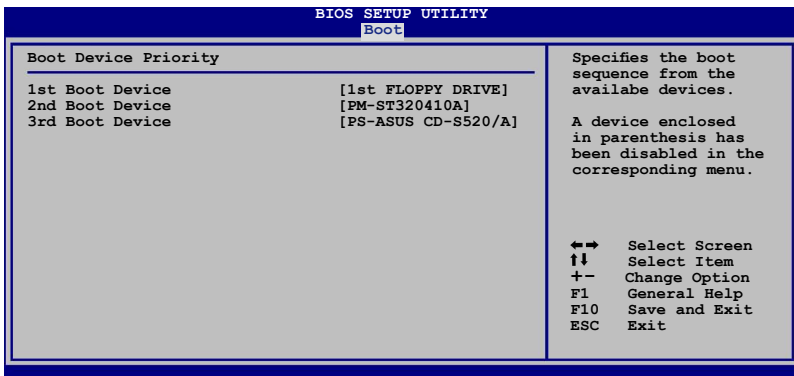 BIOS SETUP UTILITY
Boot
Boot Device Priority
1st Boot Device [1st FLOPPY DRIVE]
2nd Boot Device [PM-ST320410A]
3rd Boot Device [PS-ASUS CD-S520/A]
Specifies the boot
sequence from the
availabe devices.
A device enclosed
in parenthesis has
been disabled in the
corresponding menu.
←→ Select Screen
↑↓ Select Item
+- Change Option
F1 General Help
F10 Save and Exit
ESC Exit